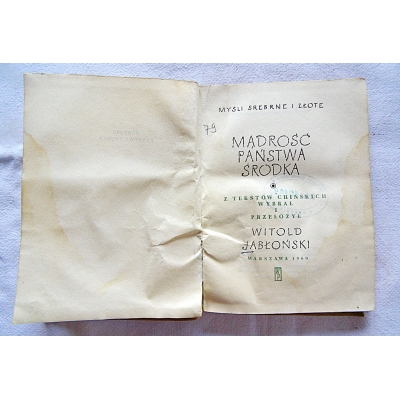 MYŚLI SREBRNE I ZŁOTE
79
MĄDROŚĆ
PAŃSTWA
ŚRODKA
Z TEKSTÓW CHIŃSKICH
WYBRAŁ
I
PRZEŁOŻYŁ
WITOLD
JABŁOŃSKI
WARSZAWA 1960